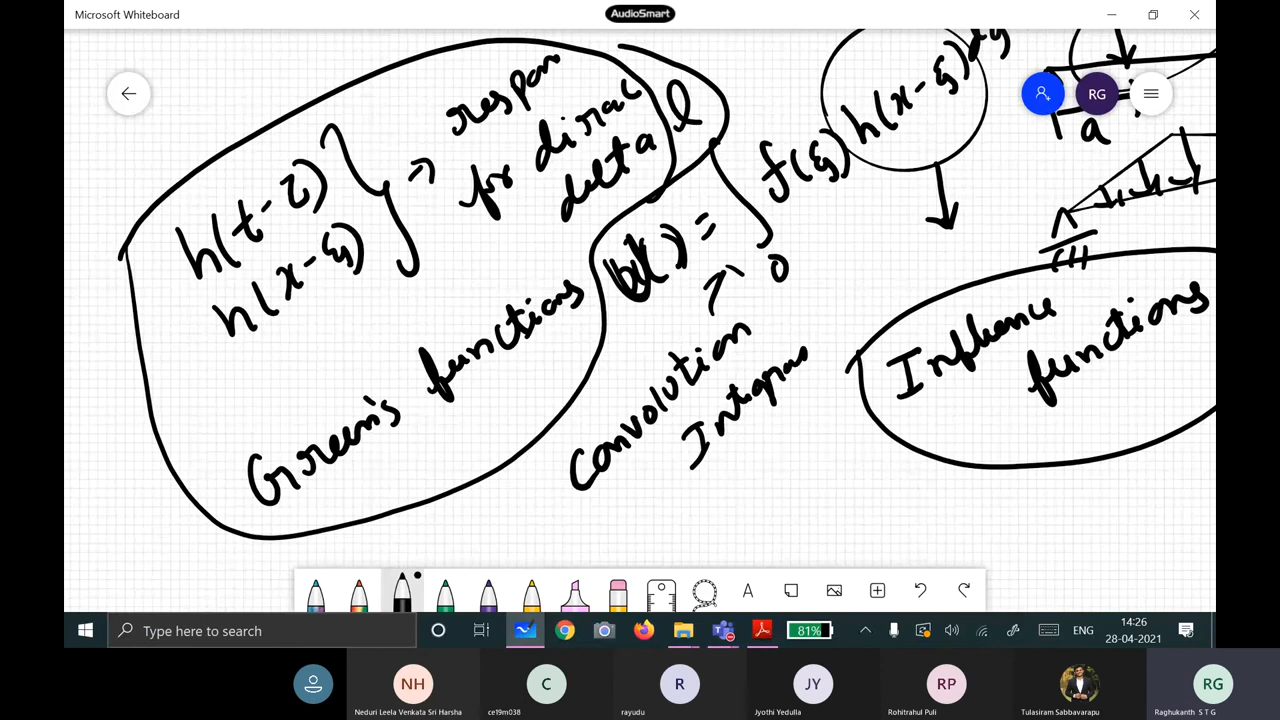 Microsoft Whiteboard
AudioSmart
h(t-τ)
h(x-ξ)
⇒
for dirac
delta
Green's functions
l
0
=
f(ξ) h(x-ξ) dξ
Convolution
a
Influence
functions
RG
A
Type here to search
81%
ENG
14:26
28-04-2021
NH
Neduri Leela Venkata Sri Harsha
C
ce19m038
R
rayudu
JY
Jyothi Yedulla
RP
Rohitrahul Puli
Tulasiram Sabbavarapu
RG
Raghukanth S T G